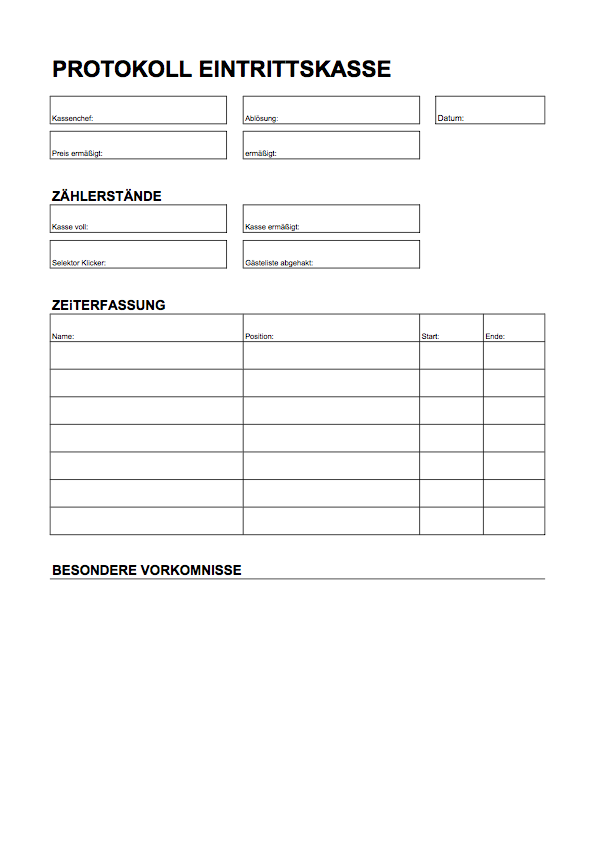 PROTOKOLL EINTRITTSKASSE
Kassenchef: Ablösung: Datum:
Preis ermäßigt: ermäßigt:
ZÄHLERSTÄNDE
Kasse voll: Kasse ermäßigt:
Selektor Klicker: Gästeliste abgehakt:
ZEiTERFASSUNG
Name: Position: Start: Ende:
BESONDERE VORKOMNISSE